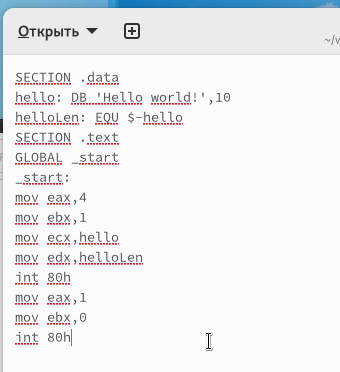 Открыть
~/v
SECTION .data
hello: DB 'Hello world!',10
helloLen: EQU $-hello
SECTION .text
GLOBAL _start
_start:
mov eax,4
mov ebx,1
mov ecx,hello
mov edx,helloLen
int 80h
mov eax,1
mov ebx,0
int 80h